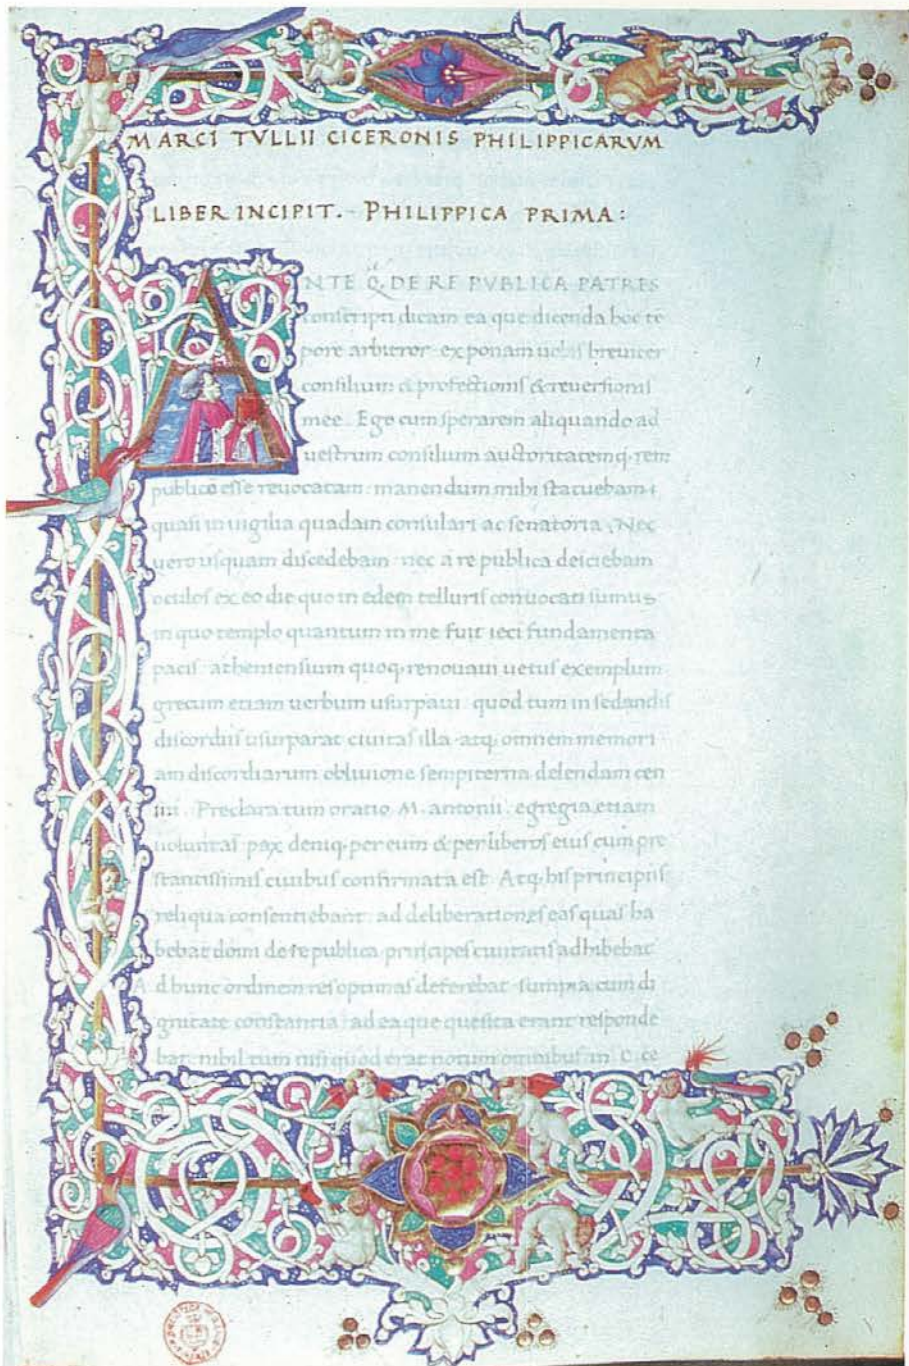 MARCI TVLLII CICERONIS PHILIPPICARVM
LIBER INCIPIT.- PHILIPPICA PRIMA:
ANTE Q̄ DE RE PVBLICA PATRES
conscripti dicam ea que dicenda hoc tē
pore arbitror exponam uobis breuiter
consilium & profectionis & reuersionis
mee. Ego cum sperarem aliquando ad
uestrum consilium auctoritatemq. rem
publicā esse reuocatam: manendum mihi statuebam
quasi in uigilia quadam consulari ac senatoria. Nec
uero usquam discedebam nec a re publica deiciebam
oculos ex eo die quo in edem telluris conuocati sumus
in quo templo quantum in me fuit ieci fundamenta
pacis atheniensium quoq. renouaui uetus exemplum
grecum etiam uerbum usurpaui quod tum in sedandis
discordiis usurparat ciuitas illa atq. omnem memori
am discordiarum obliuione sempiterna delendam cen
sui. Preclara tum oratio M. antonii egregia etiam
uoluntas pax deniq. per eum & per liberos eius cum pre
stantissimis ciuibus confirmata est. Atq. his principiis
reliqua consentiebant ad deliberationes eas quas ha
bebat domi de re publica principes ciuitatis adhibebat
Ad hunc ordinem res optimas deferebat summa cum di
gnitate constantia ad ea que quesita erant responde
bat nihil tum nisi quod erat notum omnibus in C. ce